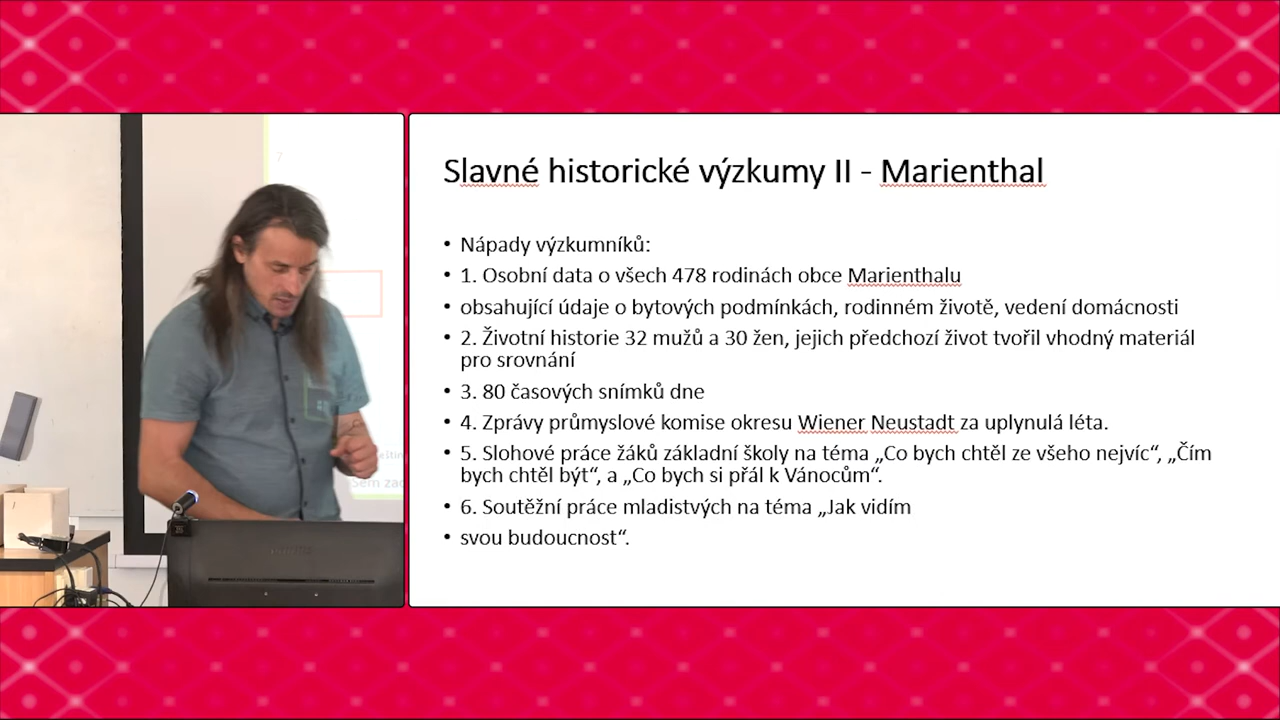 Slavné historické výzkumy II - Marienthal
• Nápady výzkumníků:
• 1. Osobní data o všech 478 rodinách obce Marienthalu
• obsahující údaje o bytových podmínkách, rodinném životě, vedení domácnosti
• 2. Životní historie 32 mužů a 30 žen, jejich předchozí život tvořil vhodný materiál
pro srovnání
• 3. 80 časových snímků dne
• 4. Zprávy průmyslové komise okresu Wiener Neustadt za uplynulá léta.
• 5. Slohové práce žáků základní školy na téma „Co bych chtěl ze všeho nejvíc“, „Čím
bych chtěl být“, a „Co bych si přál k Vánocům“.
• 6. Soutěžní práce mladistvých na téma „Jak vidím
• svou budoucnost“.
7
Sem